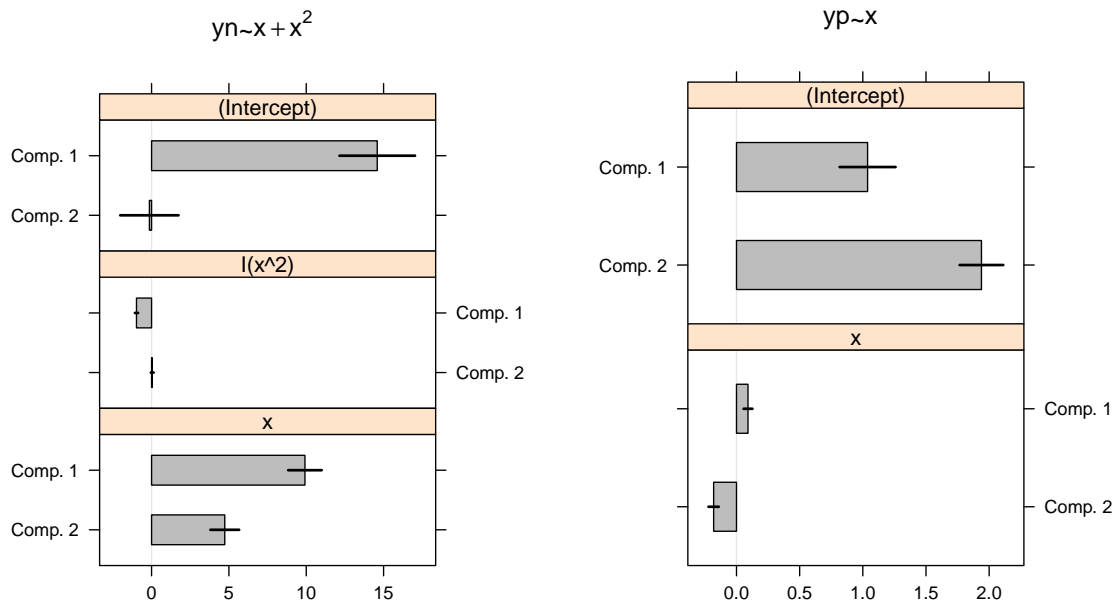 yn~x + x²
(Intercept)
Comp. 1
Comp. 2
I(x^2)
Comp. 1
Comp. 2
x
Comp. 1
Comp. 2
0 5 10 15
yp~x
(Intercept)
Comp. 1
Comp. 2
x
Comp. 1
Comp. 2
0.0 0.5 1.0 1.5 2.0